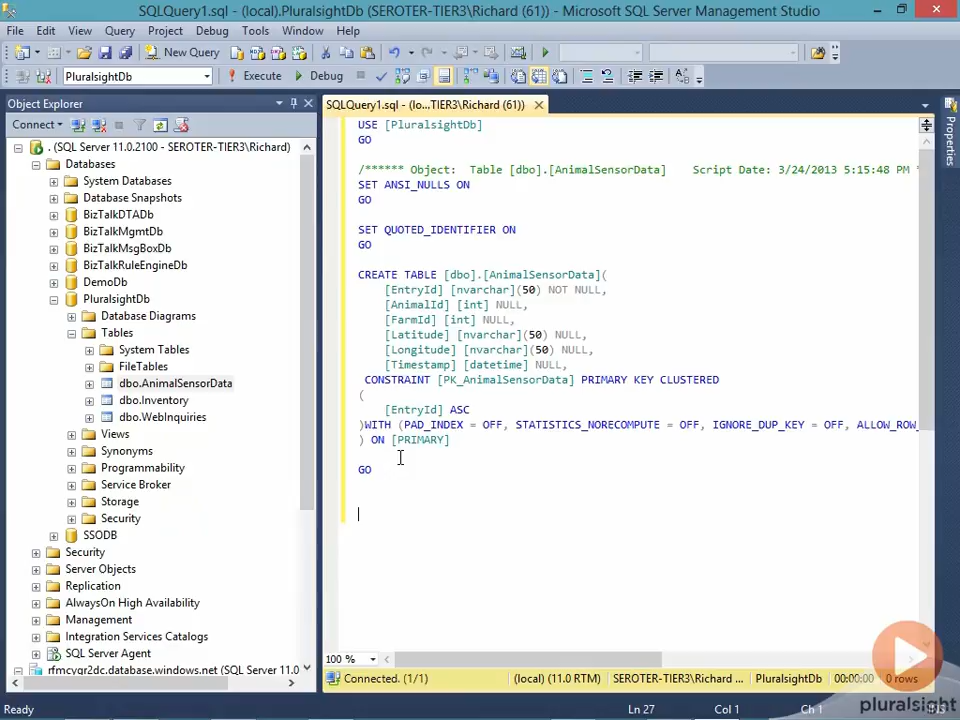 SQLQuery1.sql - (local).PluralsightDb (SEROTER-TIER3\Richard (61)) - Microsoft SQL Server Management Studio
File Edit View Query Project Debug Tools Window Help
New Query
PluralsightDb Execute Debug
Object Explorer
Connect
. (SQL Server 11.0.2100 - SEROTER-TIER3\Richard)
Databases
System Databases
Database Snapshots
BizTalkDTADb
BizTalkMgmtDb
BizTalkMsgBoxDb
BizTalkRuleEngineDb
DemoDb
PluralsightDb
Database Diagrams
Tables
System Tables
FileTables
dbo.AnimalSensorData
dbo.Inventory
dbo.WebInquiries
Views
Synonyms
Programmability
Service Broker
Storage
Security
SSODB
Security
Server Objects
Replication
AlwaysOn High Availability
Management
Integration Services Catalogs
SQL Server Agent
rfmcyqr2dc.database.windows.net (SQL Server 11.0
SQLQuery1.sql - (lo...TIER3\Richard (61))
USE [PluralsightDb]
GO
/****** Object:  Table [dbo].[AnimalSensorData]    Script Date: 3/24/2013 5:15:48 PM *
SET ANSI_NULLS ON
GO
SET QUOTED_IDENTIFIER ON
GO
CREATE TABLE [dbo].[AnimalSensorData](
[EntryId] [nvarchar](50) NOT NULL,
[AnimalId] [int] NULL,
[FarmId] [int] NULL,
[Latitude] [nvarchar](50) NULL,
[Longitude] [nvarchar](50) NULL,
[Timestamp] [datetime] NULL,
CONSTRAINT [PK_AnimalSensorData] PRIMARY KEY CLUSTERED
(
[EntryId] ASC
)WITH (PAD_INDEX = OFF, STATISTICS_NORECOMPUTE = OFF, IGNORE_DUP_KEY = OFF, ALLOW_ROW_
) ON [PRIMARY]
GO
100 %
Connected. (1/1) (local) (11.0 RTM) SEROTER-TIER3\Richard ... PluralsightDb 00:00:00 0 rows
Properties
Ready Ln 27 Col 1 Ch 1
pluralsight